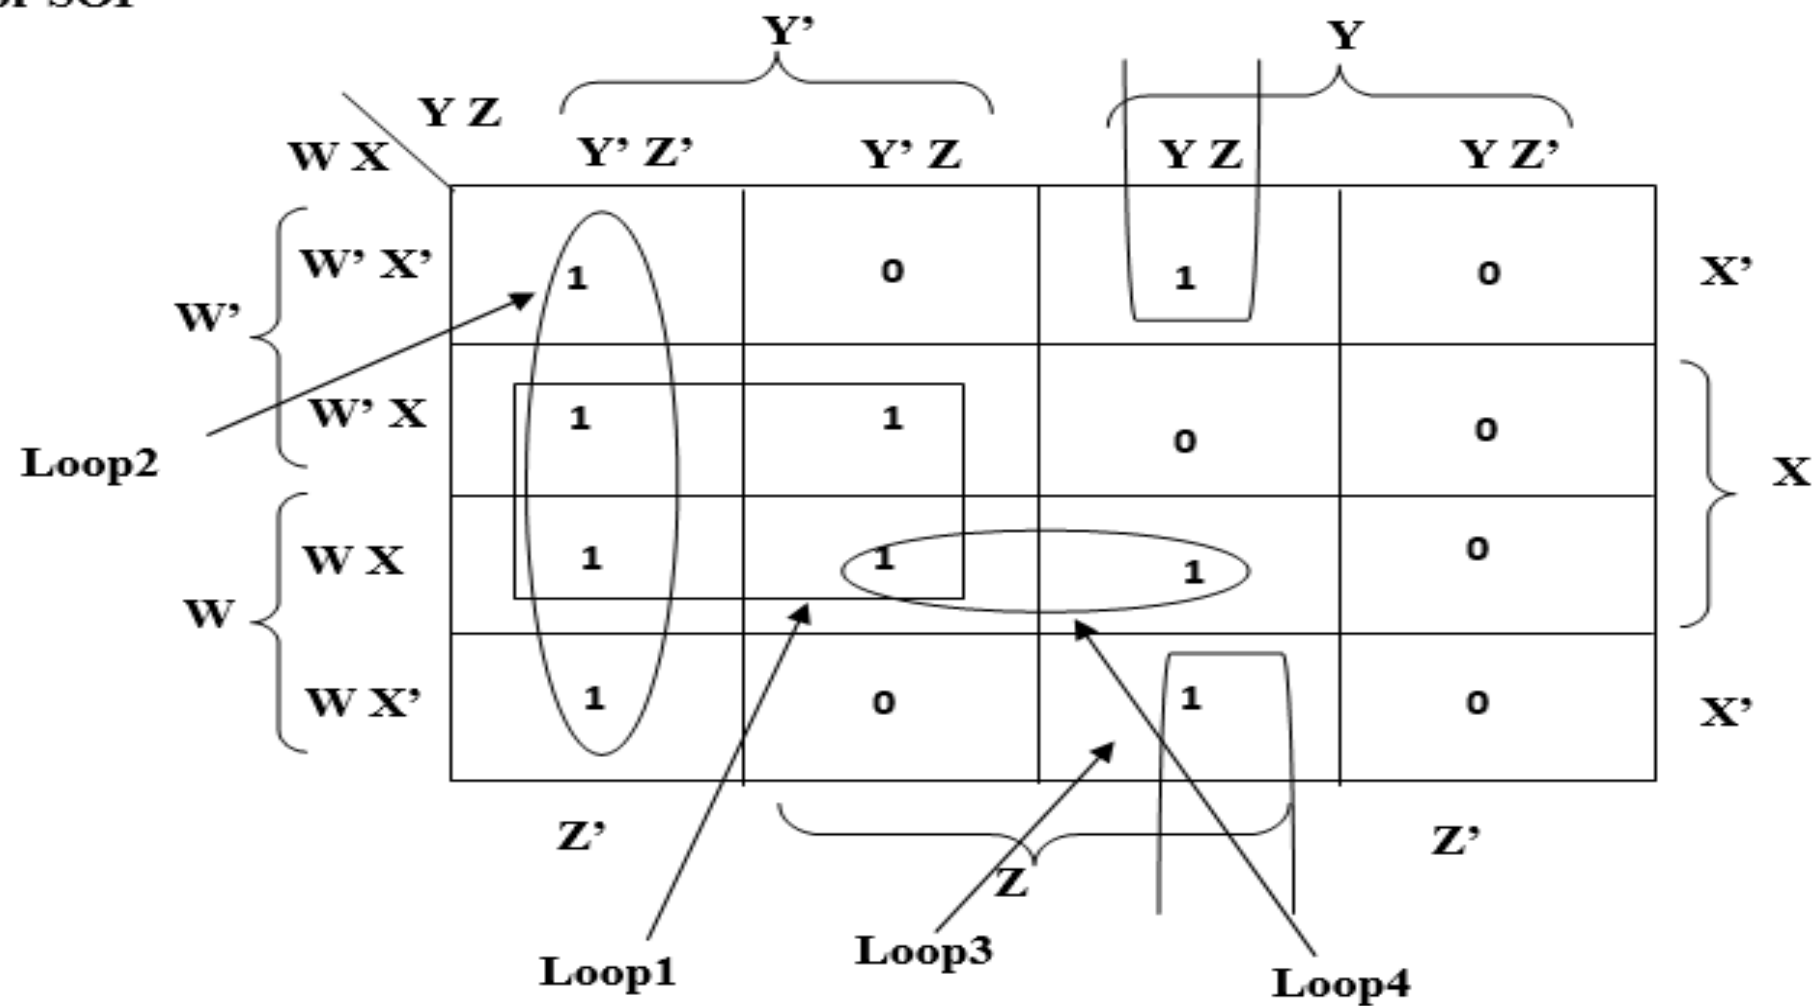 Y’ Y
Y Z
W X Y’ Z’ Y’ Z Y Z Y Z’
W’ X’ 1 0 1 0 X’
W’
W’ X 1 1 0 0
Loop2 X
W X 1 1 1 0
W
W X’ 1 0 1 0 X’
Z’ Z Z’
Loop1 Loop3 Loop4